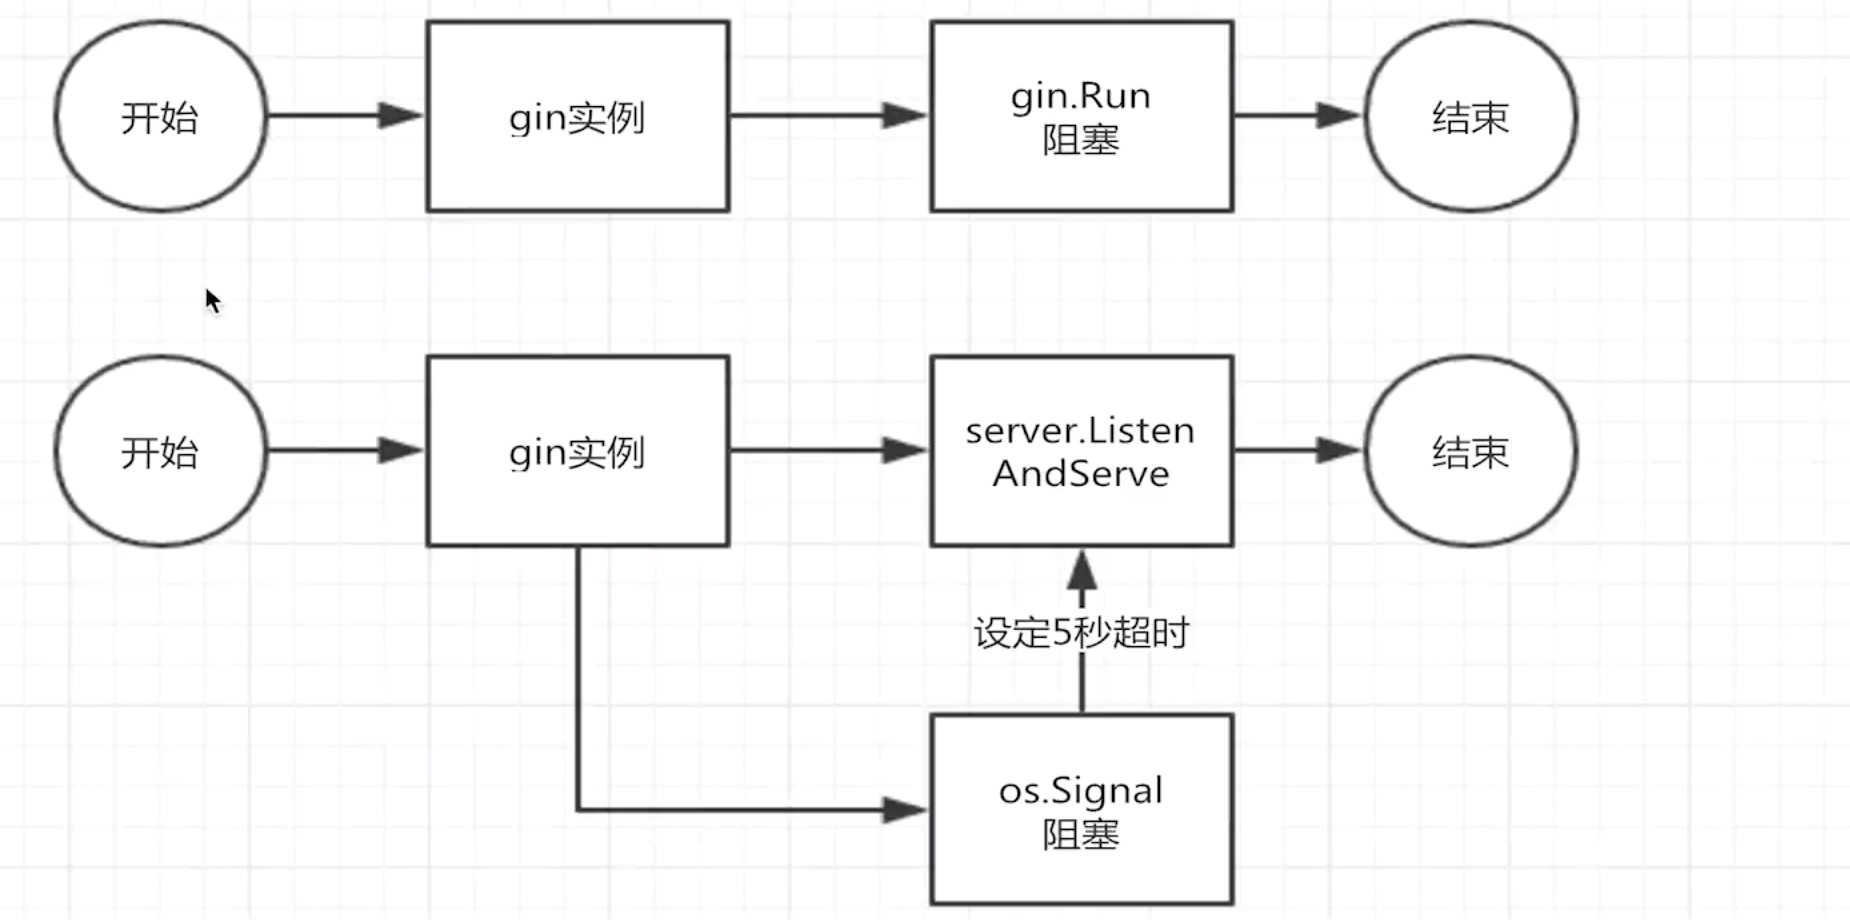 开始
gin实例
gin.Run
阻塞
结束
开始
gin实例
server.Listen
AndServe
结束
设定5秒超时
os.Signal
阻塞